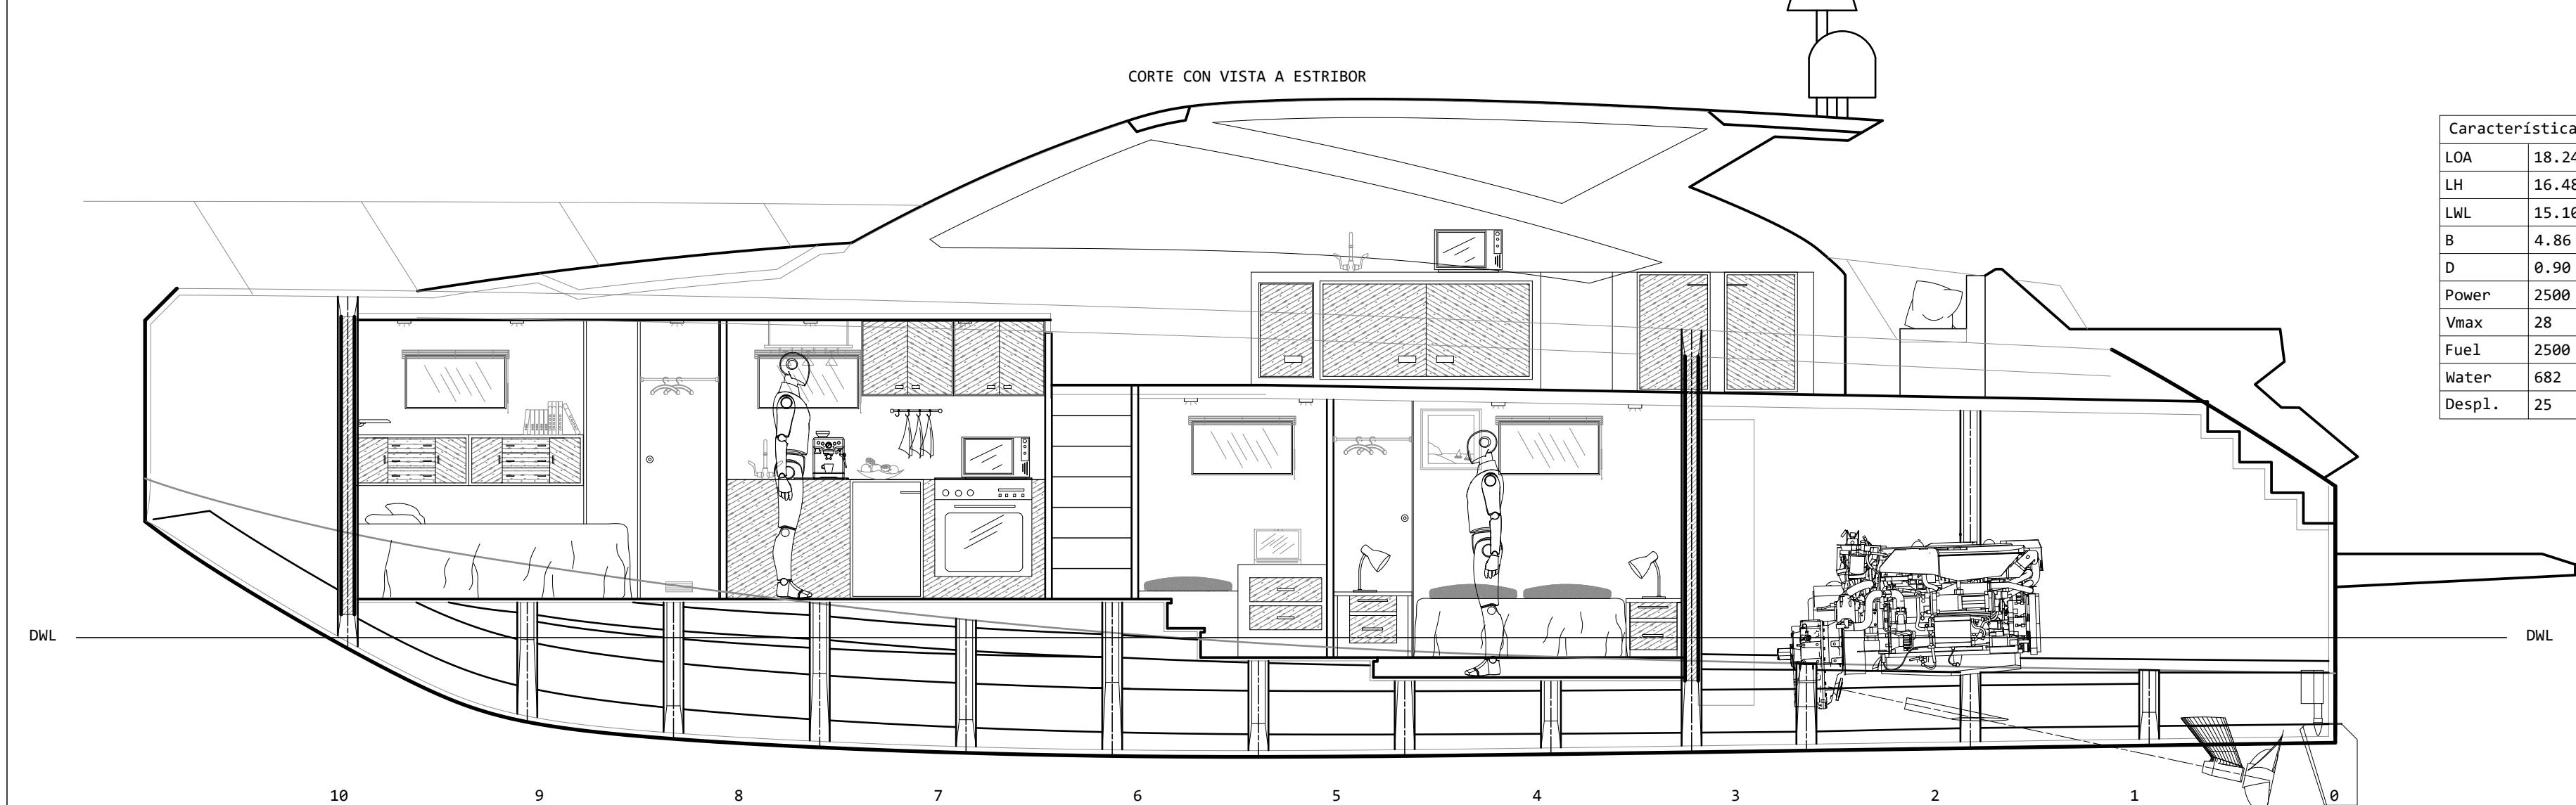 CORTE CON VISTA A ESTRIBOR
Característica
LOA 18.24
LH 16.48
LWL 15.10
B 4.86
D 0.90
Power 2500
Vmax 28
Fuel 2500
Water 682
Despl. 25
DWL DWL
10 9 8 7 6 5 4 3 2 1 0